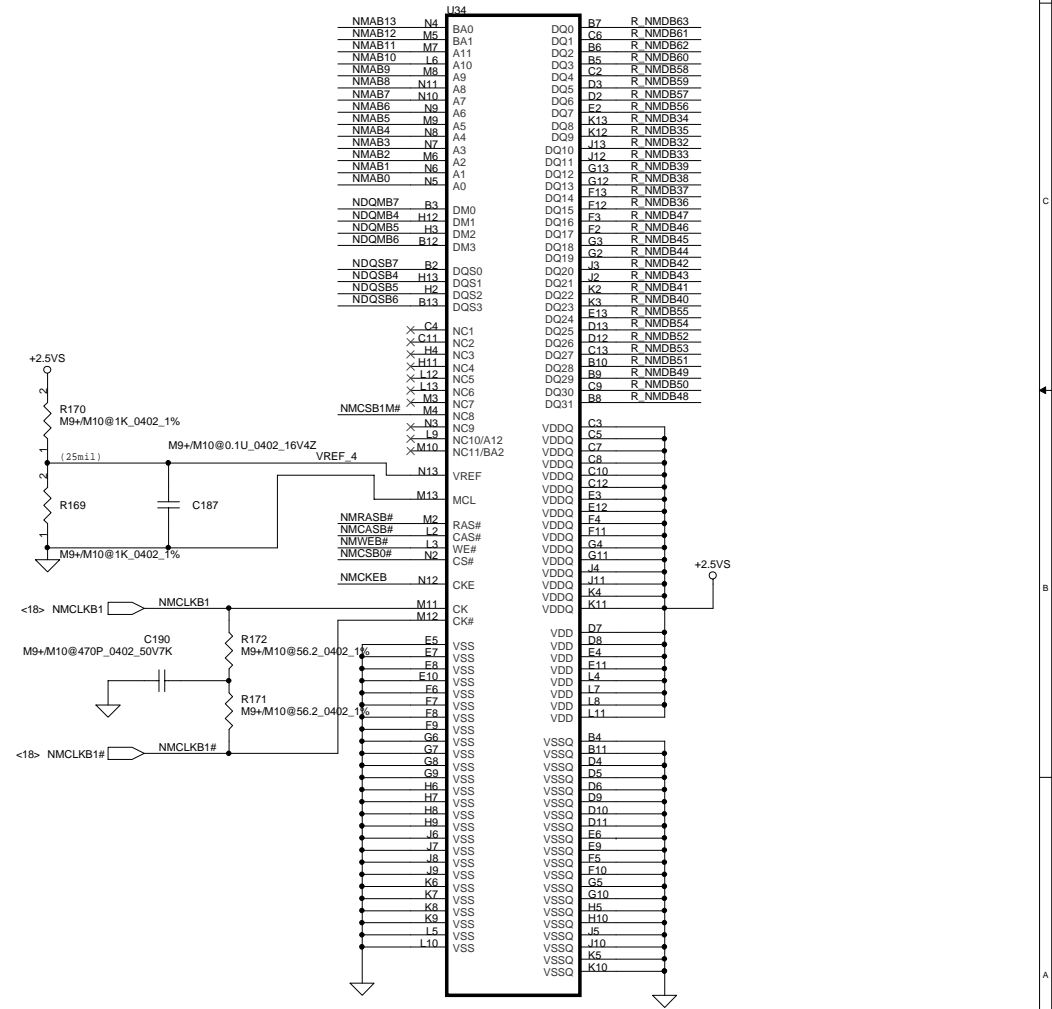 U34
NMAB13 N4 BA0
NMAB12 M5 BA1
NMAB11 M7 A11
NMAB10 L6 A10
NMAB9 M8 A9
NMAB8 N11 A8
NMAB7 N10 A7
NMAB6 N9 A6
NMAB5 M9 A5
NMAB4 N8 A4
NMAB3 N7 A3
NMAB2 M6 A2
NMAB1 N6 A1
NMAB0 N5 A0
NDQMB7 B3 DM0
NDQMB4 H12 DM1
NDQMB5 H3 DM2
NDQMB6 B12 DM3
NDQSB7 B2 DQS0
NDQSB4 H13 DQS1
NDQSB5 H2 DQS2
NDQSB6 B13 DQS3
C4 NC1
C11 NC2
H4 NC3
H11 NC4
L12 NC5
L13 NC6
M3 NC7
NMCSB1M# M4 NC8
N3 NC9
L9 NC10/A12
M10 NC11/BA2
+2.5VS
2
R170
M9+/M10@1K_0402_1%
1
(25mil)
M9+/M10@0.1U_0402_16V4Z
VREF_4
N13 VREF
2
R169
C187
M13 MCL
1
M9+/M10@1K_0402_1%
NMRASB# M2 RAS#
NMCASB# L2 CAS#
NMWEB# L3 WE#
NMCSB0# N2 CS#
NMCKEB N12 CKE
<18> NMCLKB1 NMCLKB1
M11 CK
M12 CK#
C190
M9+/M10@470P_0402_50V7K
R172
M9+/M10@56.2_0402_1%
R171
M9+/M10@56.2_0402_1%
<18> NMCLKB1# NMCLKB1#
E5 VSS
E7 VSS
E8 VSS
E10 VSS
F6 VSS
F7 VSS
F8 VSS
F9 VSS
G6 VSS
G7 VSS
G8 VSS
G9 VSS
H6 VSS
H7 VSS
H8 VSS
H9 VSS
J6 VSS
J7 VSS
J8 VSS
J9 VSS
K6 VSS
K7 VSS
K8 VSS
K9 VSS
L5 VSS
L10 VSS
DQ0 B7 R_NMDB63
DQ1 C6 R_NMDB61
DQ2 B6 R_NMDB62
DQ3 B5 R_NMDB60
DQ4 C2 R_NMDB58
DQ5 D3 R_NMDB59
DQ6 D2 R_NMDB57
DQ7 E2 R_NMDB56
DQ8 K13 R_NMDB34
DQ9 K12 R_NMDB35
DQ10 J13 R_NMDB32
DQ11 J12 R_NMDB33
DQ12 G13 R_NMDB39
DQ13 G12 R_NMDB38
DQ14 F13 R_NMDB37
DQ15 F12 R_NMDB36
DQ16 F3 R_NMDB47
DQ17 F2 R_NMDB46
DQ18 G3 R_NMDB45
DQ19 G2 R_NMDB44
DQ20 J3 R_NMDB42
DQ21 J2 R_NMDB43
DQ22 K2 R_NMDB41
DQ23 K3 R_NMDB40
DQ24 E13 R_NMDB55
DQ25 D13 R_NMDB54
DQ26 D12 R_NMDB52
DQ27 C13 R_NMDB53
DQ28 B10 R_NMDB51
DQ29 B9 R_NMDB49
DQ30 C9 R_NMDB50
DQ31 B8 R_NMDB48
VDDQ C3
VDDQ C5
VDDQ C7
VDDQ C8
VDDQ C10
VDDQ C12
VDDQ E3
VDDQ E12
VDDQ F4
VDDQ F11
VDDQ G4
VDDQ G11
VDDQ J4
VDDQ J11
VDDQ K4
VDDQ K11
+2.5VS
VDD D7
VDD D8
VDD E4
VDD E11
VDD L4
VDD L7
VDD L8
VDD L11
VSSQ B4
VSSQ B11
VSSQ D4
VSSQ D5
VSSQ D6
VSSQ D9
VSSQ D10
VSSQ D11
VSSQ E6
VSSQ E9
VSSQ F5
VSSQ F10
VSSQ G5
VSSQ G10
VSSQ H5
VSSQ H10
VSSQ J5
VSSQ J10
VSSQ K5
VSSQ K10
C
B
A